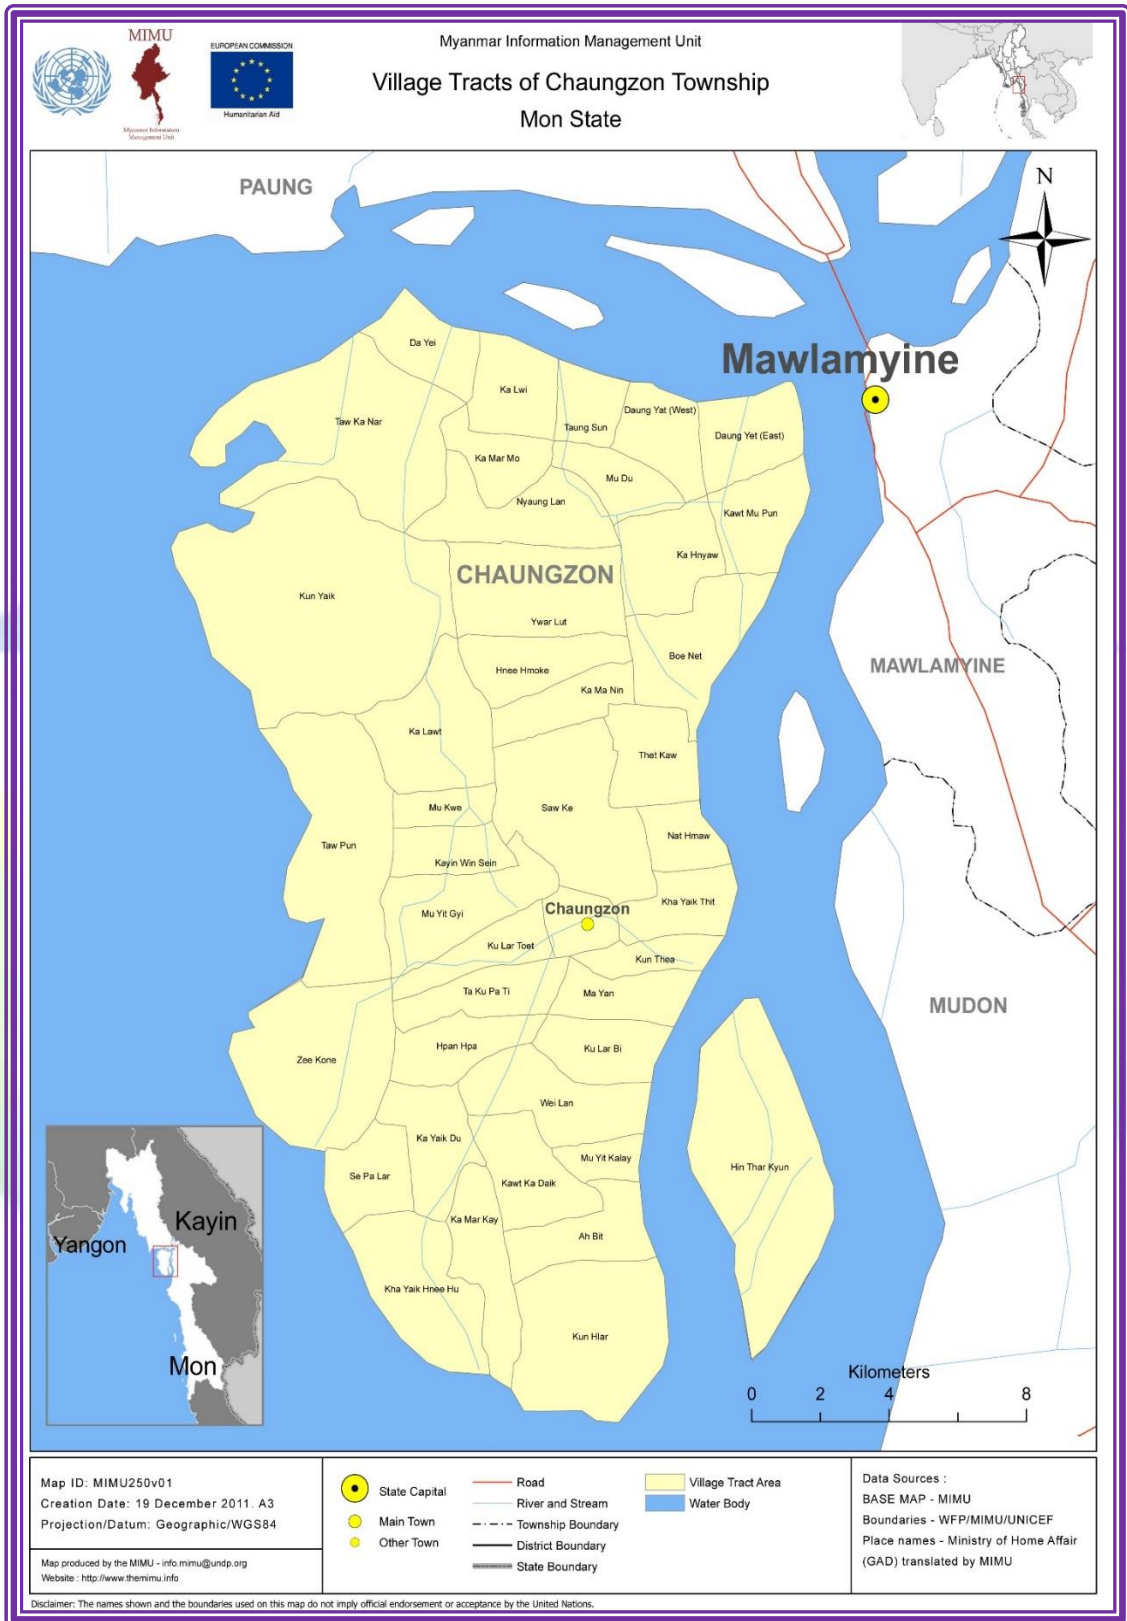 MIMU
Myanmar Information
Management Unit
EUROPEAN COMMISSION
Humanitarian Aid
Myanmar Information Management Unit
Village Tracts of Chaungzon Township
Mon State
PAUNG
N
Mawlamyine
Da Yei
Ka Lwi
Taw Ka Nar
Taung Sun
Daung Yat (West)
Daung Yet (East)
Ka Mar Mo
Mu Du
Nyaung Lan
Kawt Mu Pun
Ka Hnyaw
CHAUNGZON
Kun Yaik
Ywar Lut
Boe Net
MAWLAMYINE
Hnee Hmoke
Ka Ma Nin
Ka Lawt
Thet Kaw
Mu Kwe
Saw Ke
Nat Hmaw
Taw Pun
Kayin Win Sein
Kha Yaik Thit
Mu Yit Gyi
Chaungzon
Ku Lar Toet
Kun Thea
Ta Ku Pa Ti
Ma Yan
MUDON
Hpan Hpa
Ku Lar Bi
Zee Kone
Wei Lan
Ka Yaik Du
Mu Yit Kalay
Hin Thar Kyun
Se Pa Lar
Kawt Ka Daik
Ka Mar Kay
Ah Bit
Kha Yaik Hnee Hu
Kun Hlar
Kayin
Yangon
Mon
Kilometers
0 2 4 8
Map ID: MIMU250v01
Creation Date: 19 December 2011. A3
Projection/Datum: Geographic/WGS84
Map produced by the MIMU - info.mimu@undp.org
Website : http://www.themimu.info
State Capital
Main Town
Other Town
Road
River and Stream
Township Boundary
District Boundary
State Boundary
Village Tract Area
Water Body
Data Sources :
BASE MAP - MIMU
Boundaries - WFP/MIMU/UNICEF
Place names - Ministry of Home Affair
(GAD) translated by MIMU
Disclaimer: The names shown and the boundaries used on this map do not imply official endorsement or acceptance by the United Nations.